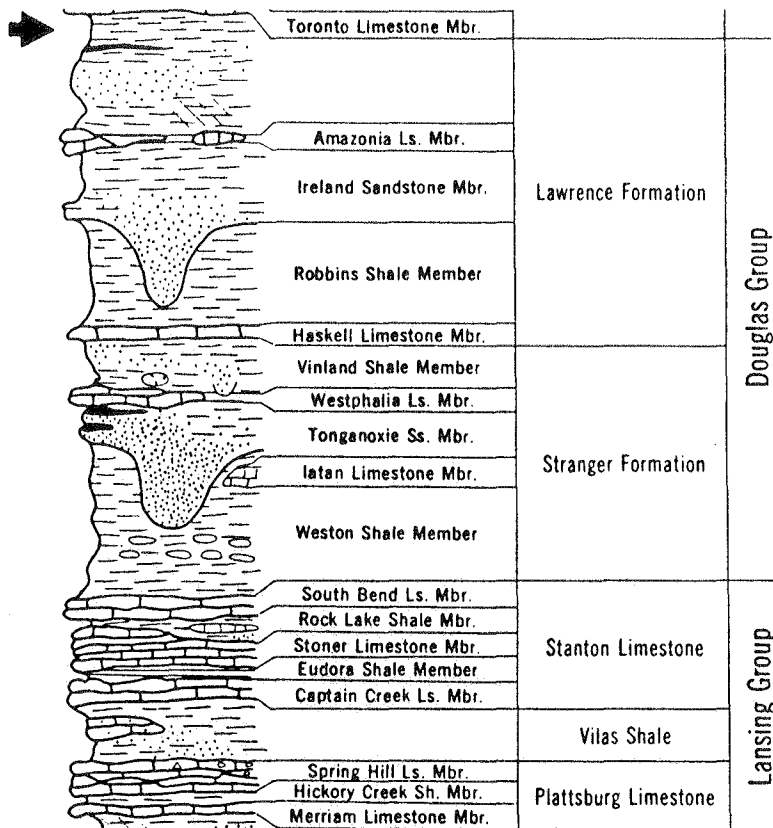 Toronto Limestone Mbr.
Amazonia Ls. Mbr.
Ireland Sandstone Mbr.
Robbins Shale Member
Haskell Limestone Mbr.
Vinland Shale Member
Westphalia Ls. Mbr.
Tonganoxie Ss. Mbr.
Iatan Limestone Mbr.
Weston Shale Member
South Bend Ls. Mbr.
Rock Lake Shale Mbr.
Stoner Limestone Mbr.
Eudora Shale Member
Captain Creek Ls. Mbr.
Spring Hill Ls. Mbr.
Hickory Creek Sh. Mbr.
Merriam Limestone Mbr.
Lawrence Formation
Stranger Formation
Stanton Limestone
Vilas Shale
Plattsburg Limestone
Douglas Group
Lansing Group